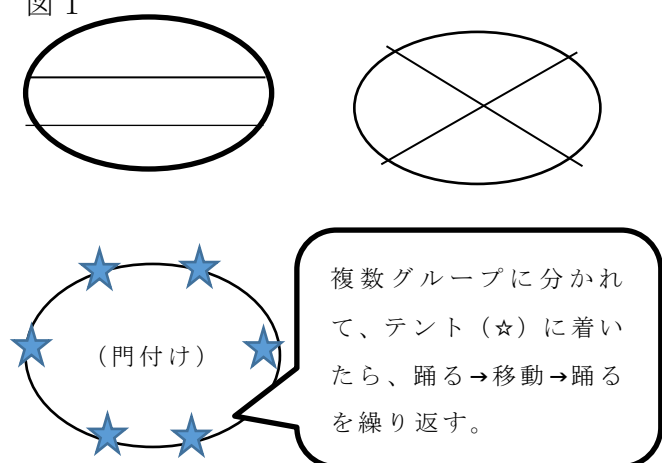 図1
(門付け)
複数グループに分かれ
て、テント（☆）に着い
たら、踊る→移動→踊る
を繰り返す。